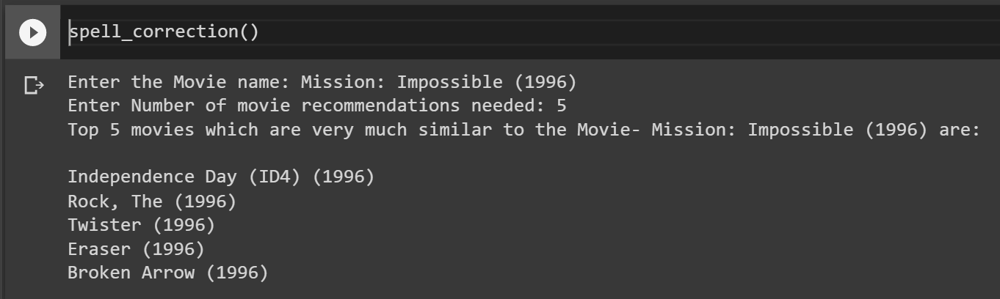 spell_correction()
Enter the Movie name: Mission: Impossible (1996)
Enter Number of movie recommendations needed: 5
Top 5 movies which are very much similar to the Movie- Mission: Impossible (1996) are:
Independence Day (ID4) (1996)
Rock, The (1996)
Twister (1996)
Eraser (1996)
Broken Arrow (1996)